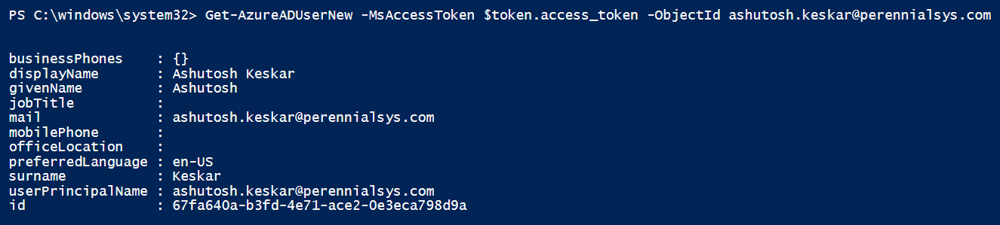 PS C:\windows\system32> Get-AzureADUserNew -MsAccessToken $token.access_token -ObjectId ashutosh.keskar@perennialsys.com
businessPhones : {}
displayName : Ashutosh Keskar
givenName : Ashutosh
jobTitle :
mail : ashutosh.keskar@perennialsys.com
mobilePhone :
officeLocation :
preferredLanguage : en-US
surname : Keskar
userPrincipalName : ashutosh.keskar@perennialsys.com
id : 67fa640a-b3fd-4e71-ace2-0e3eca798d9a